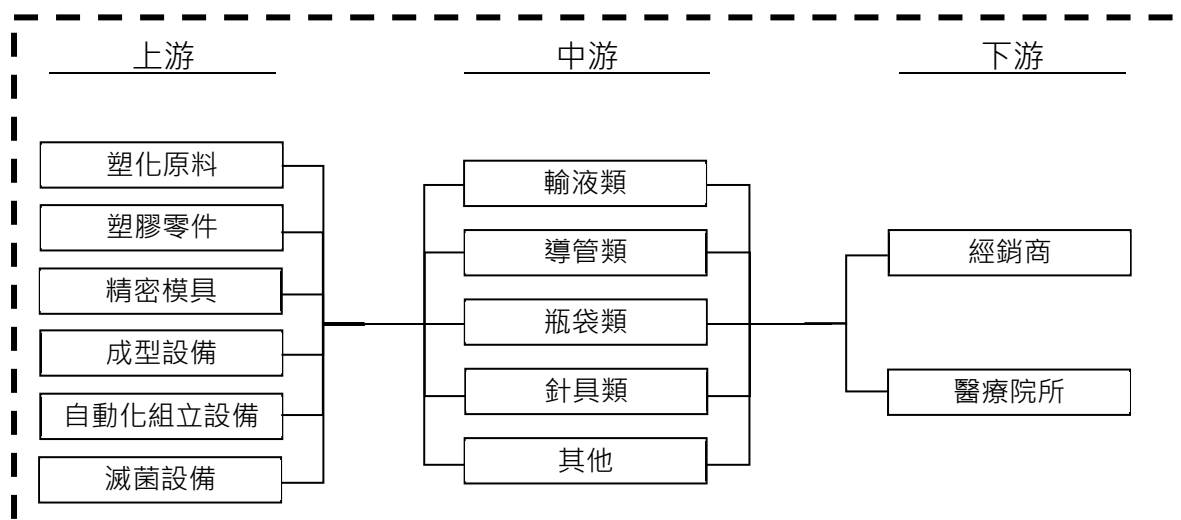 上游
中游
下游
塑化原料
塑膠零件
精密模具
成型設備
自動化組立設備
滅菌設備
輸液類
導管類
瓶袋類
針具類
其他
經銷商
醫療院所